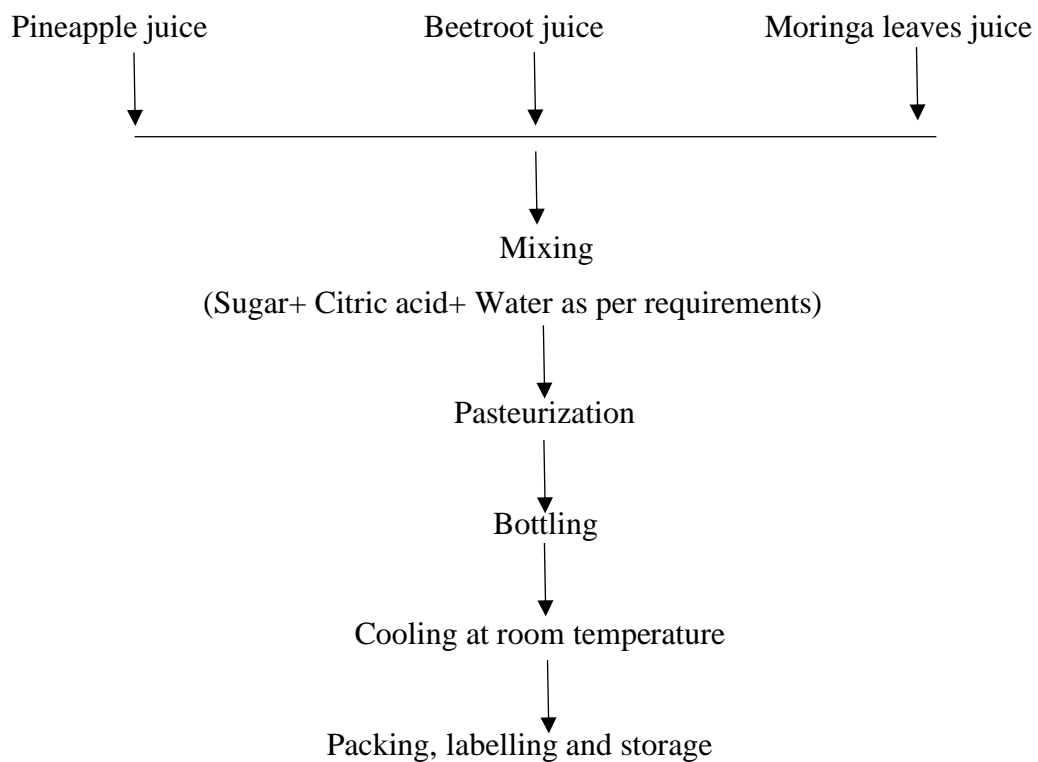 Pineapple juice Beetroot juice Moringa leaves juice
Mixing
(Sugar+ Citric acid+ Water as per requirements)
Pasteurization
Bottling
Cooling at room temperature
Packing, labelling and storage